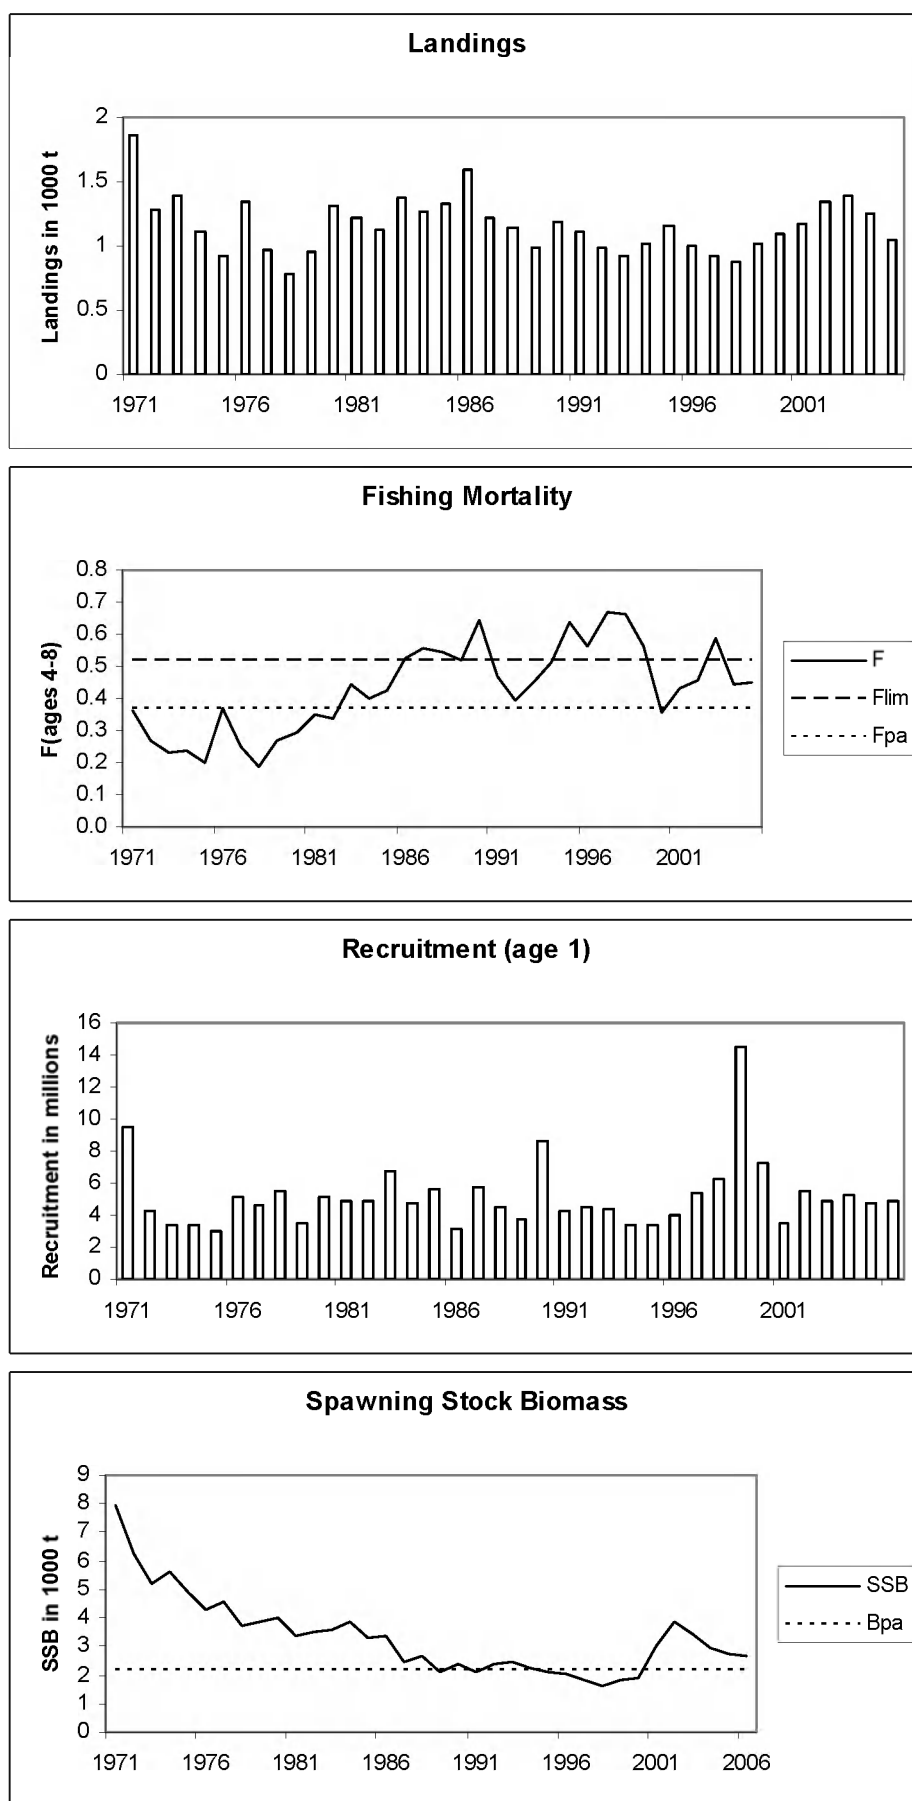 Landings
Landings in 1000 t
2
1.5
1
0.5
0
1971 1976 1981 1986 1991 1996 2001
Fishing Mortality
F(ages 4-8)
0.8
0.7
0.6
0.5
0.4
0.3
0.2
0.1
0.0
1971 1976 1981 1986 1991 1996 2001
F
Flim
Fpa
Recruitment (age 1)
Recruitment in millions
16
14
12
10
8
6
4
2
0
1971 1976 1981 1986 1991 1996 2001
Spawning Stock Biomass
SSB in 1000 t
9
8
7
6
5
4
3
2
1
0
1971 1976 1981 1986 1991 1996 2001 2006
SSB
Bpa